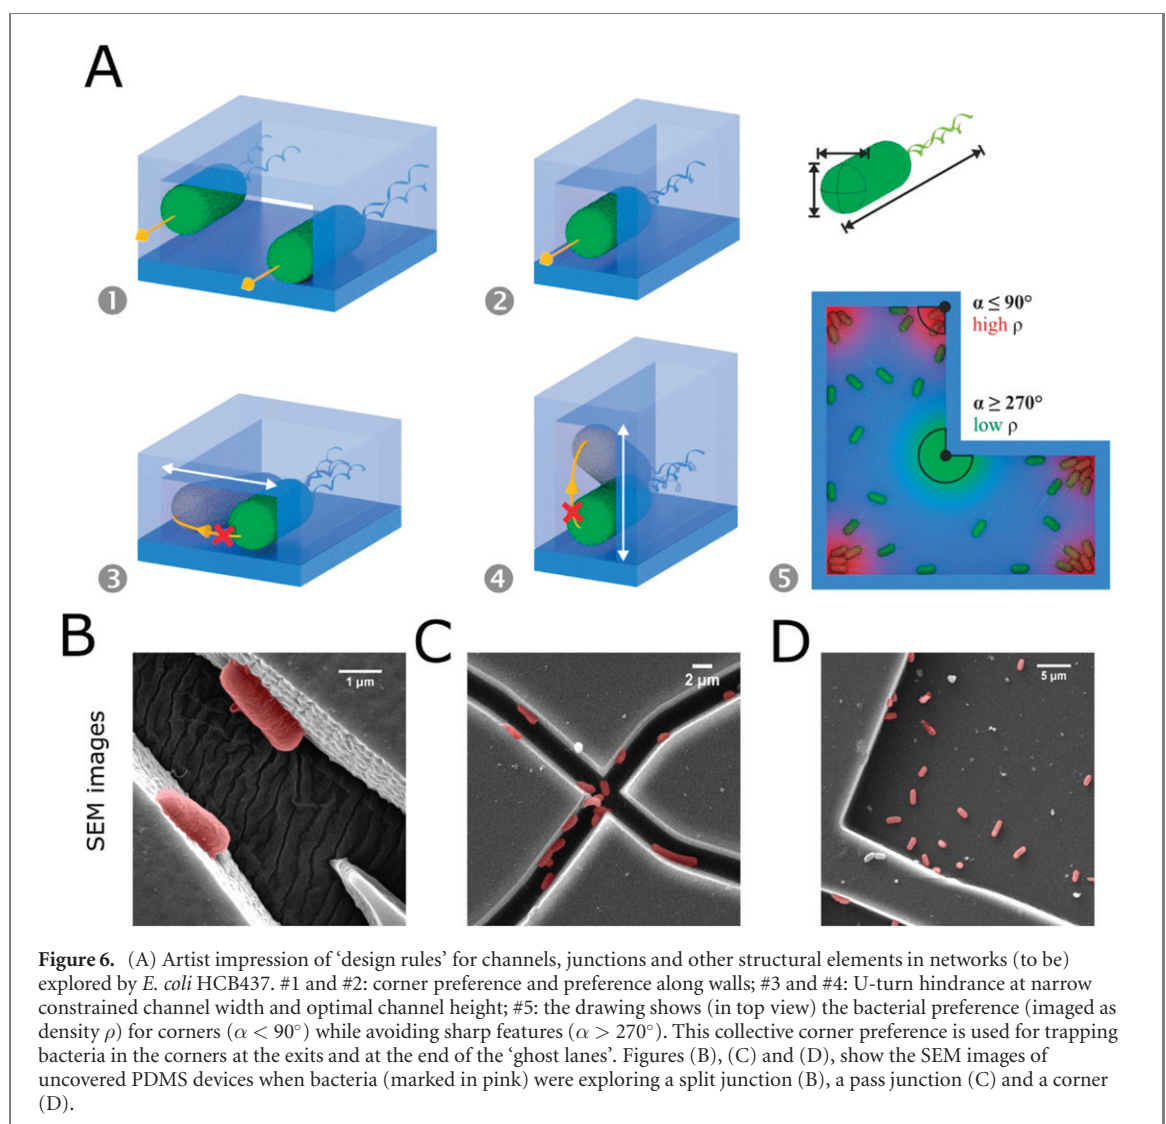 A
1
2
α ≤ 90°
high ρ
α ≥ 270°
low ρ
3
4
5
B
C
D
SEM images
1 μm
2 μm
5 μm
Figure 6. (A) Artist impression of ‘design rules’ for channels, junctions and other structural elements in networks (to be)
explored by E. coli HCB437. #1 and #2: corner preference and preference along walls; #3 and #4: U-turn hindrance at narrow
constrained channel width and optimal channel height; #5: the drawing shows (in top view) the bacterial preference (imaged as
density ρ) for corners (α < 90°) while avoiding sharp features (α > 270°). This collective corner preference is used for trapping
bacteria in the corners at the exits and at the end of the ‘ghost lanes’. Figures (B), (C) and (D), show the SEM images of
uncovered PDMS devices when bacteria (marked in pink) were exploring a split junction (B), a pass junction (C) and a corner
(D).